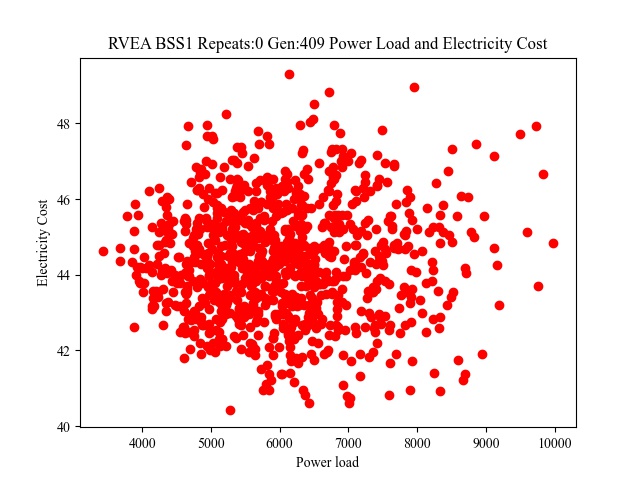 RVEA BSS1 Repeats:0 Gen:409 Power Load and Electricity Cost
48
46
44
42
40
Electricity Cost
4000 5000 6000 7000 8000 9000 10000
Power load